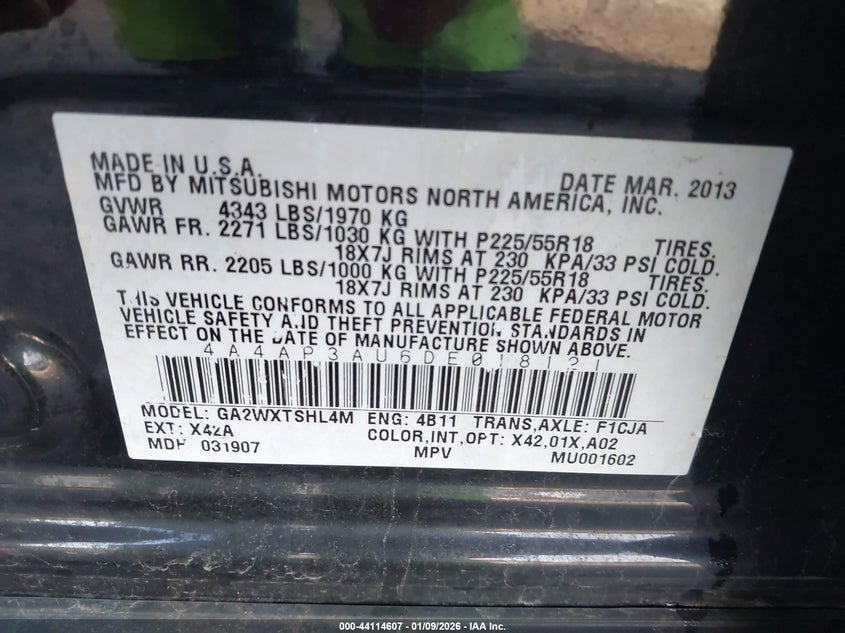 MADE IN U.S.A. DATE MAR. 2013
MFD BY MITSUBISHI MOTORS NORTH AMERICA, INC.
GVWR 4343 LBS/1970 KG
GAWR FR. 2271 LBS/1030 KG WITH P225/55R18 TIRES.
18X7J RIMS AT 230 KPA/33 PSI COLD.
GAWR RR. 2205 LBS/1000 KG WITH P225/55R18 TIRES.
18X7J RIMS AT 230 KPA/33 PSI COLD.
THIS VEHICLE CONFORMS TO ALL APPLICABLE FEDERAL MOTOR
VEHICLE SAFETY AND THEFT PREVENTION STANDARDS IN
EFFECT ON THE DATE OF MANUFACTURE SHOWN ABOVE.
4A4AP3AU6DE018121
MODEL: GA2WXTSHL4M ENG: 4B11 TRANS,AXLE: F1CJA
EXT: X42A COLOR,INT,OPT: X42,01X,A02
MDH 031907 MPV MU001602
000-44114607 - 01/09/2026 - IAA Inc.